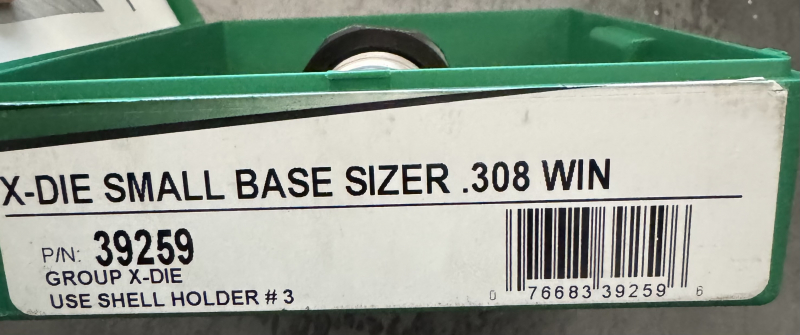 X-DIE SMALL BASE SIZER .308 WIN
P/N: 39259
GROUP X-DIE
USE SHELL HOLDER # 3
0 76683 39259 6